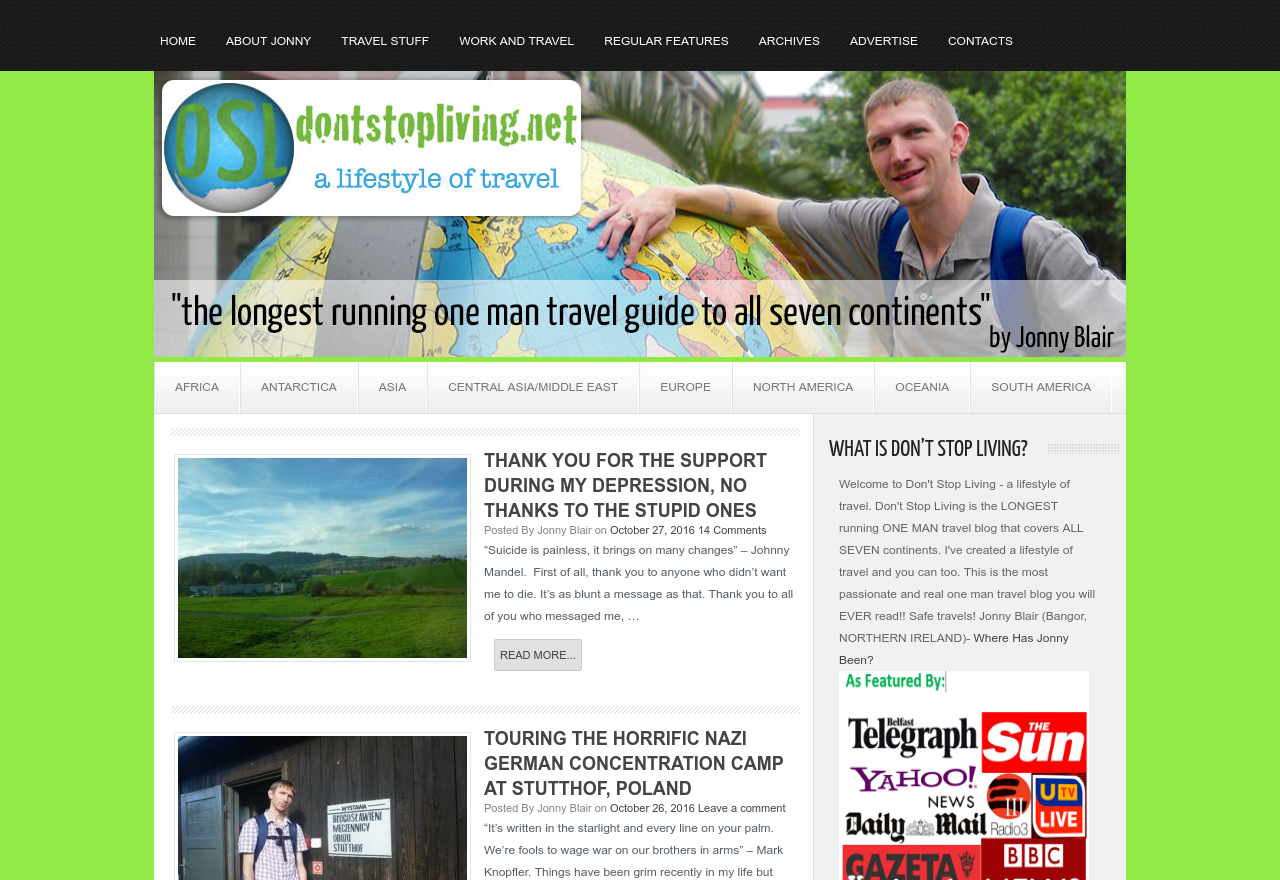 HOME ABOUT JONNY TRAVEL STUFF WORK AND TRAVEL REGULAR FEATURES ARCHIVES ADVERTISE CONTACTS
DSL dontstopliving.net
a lifestyle of travel
"the longest running one man travel guide to all seven continents"
by Jonny Blair
AFRICA ANTARCTICA ASIA CENTRAL ASIA/MIDDLE EAST EUROPE NORTH AMERICA OCEANIA SOUTH AMERICA
THANK YOU FOR THE SUPPORT
DURING MY DEPRESSION, NO
THANKS TO THE STUPID ONES
Posted By Jonny Blair on October 27, 2016 14 Comments
“Suicide is painless, it brings on many changes” – Johnny
Mandel.  First of all, thank you to anyone who didn’t want
me to die. It’s as blunt a message as that. Thank you to all
of you who messaged me, …
READ MORE...
TOURING THE HORRIFIC NAZI
GERMAN CONCENTRATION CAMP
AT STUTTHOF, POLAND
Posted By Jonny Blair on October 26, 2016 Leave a comment
“It’s written in the starlight and every line on your palm.
We’re fools to wage war on our brothers in arms” – Mark
Knopfler. Things have been grim recently in my life but
WYSTAWA
BŁOGOSŁAWIENI
MĘCZENNICY
OBOZU
STUTTHOF
WHAT IS DON’T STOP LIVING?
Welcome to Don't Stop Living - a lifestyle of
travel. Don't Stop Living is the LONGEST
running ONE MAN travel blog that covers ALL
SEVEN continents. I've created a lifestyle of
travel and you can too. This is the most
passionate and real one man travel blog you will
EVER read!! Safe travels! Jonny Blair (Bangor,
NORTHERN IRELAND)- Where Has Jonny
Been?
As Featured By:
Belfast
Telegraph
THE
Sun
YAHOO!
NEWS
Radio3
UTV
LIVE
Daily Mail
GAZETA
BBC